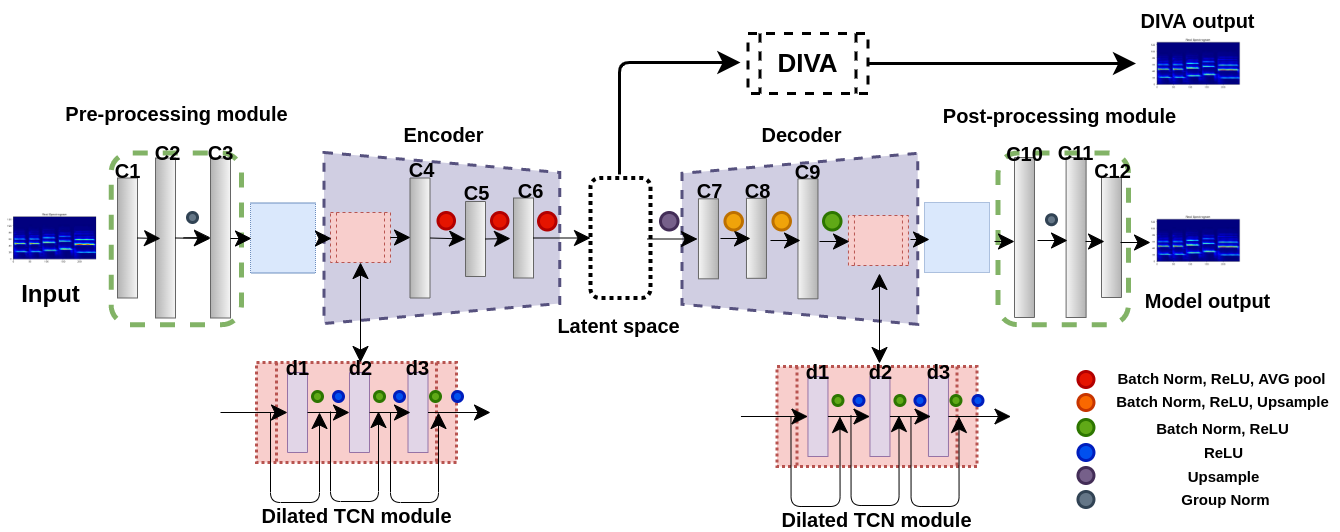 DIVA output
DIVA
Pre-processing module
Encoder
Decoder
Post-processing module
C1
C2
C3
C4
C5
C6
C7
C8
C9
C10
C11
C12
Input
Latent space
Model output
d1
d2
d3
Dilated TCN module
d1
d2
d3
Dilated TCN module
Batch Norm, ReLU, AVG pool
Batch Norm, ReLU, Upsample
Batch Norm, ReLU
ReLU
Upsample
Group Norm